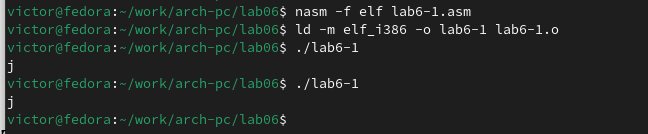 victor@fedora:~/work/arch-pc/lab06$ nasm -f elf lab6-1.asm
victor@fedora:~/work/arch-pc/lab06$ ld -m elf_i386 -o lab6-1 lab6-1.o
victor@fedora:~/work/arch-pc/lab06$ ./lab6-1
j
victor@fedora:~/work/arch-pc/lab06$ ./lab6-1
j
victor@fedora:~/work/arch-pc/lab06$